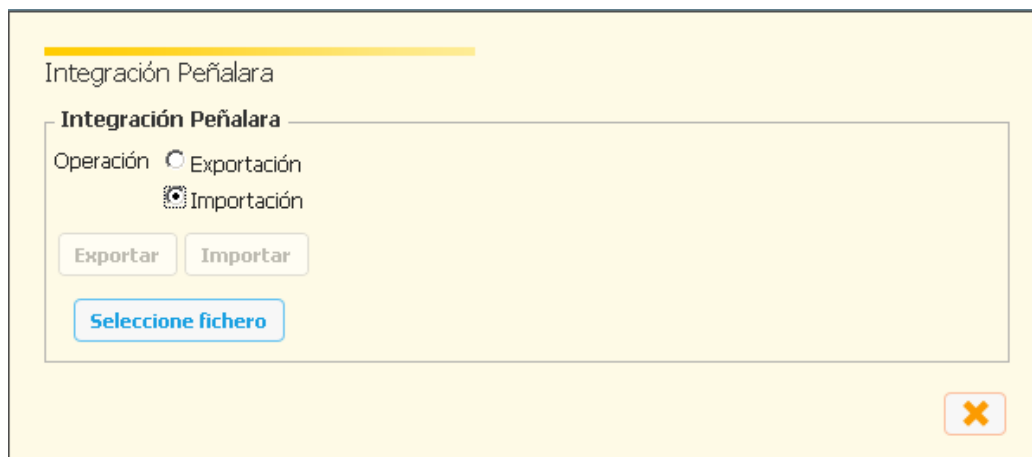 Integración Peñalara
Integración Peñalara
Operación Exportación
Importación
Exportar Importar
Seleccione fichero